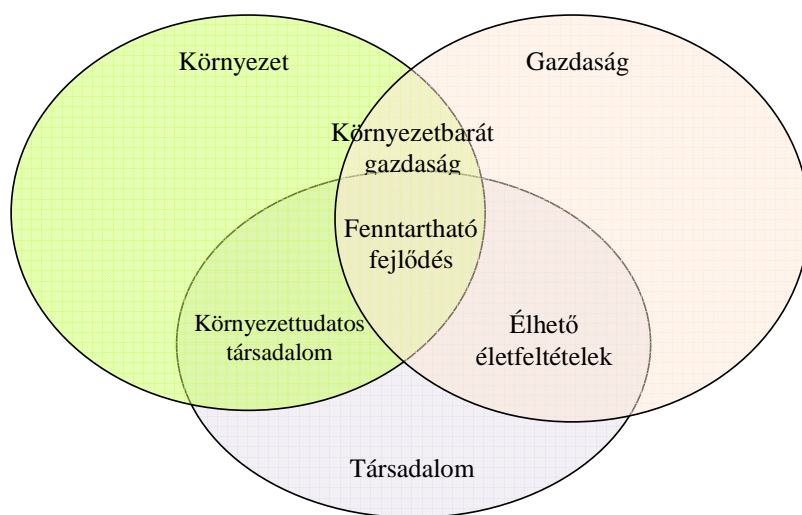 Környezet
Gazdaság
Környezetbarát
gazdaság
Fenntartható
fejlődés
Környezettudatos
társadalom
Élhető
életfeltételek
Társadalom